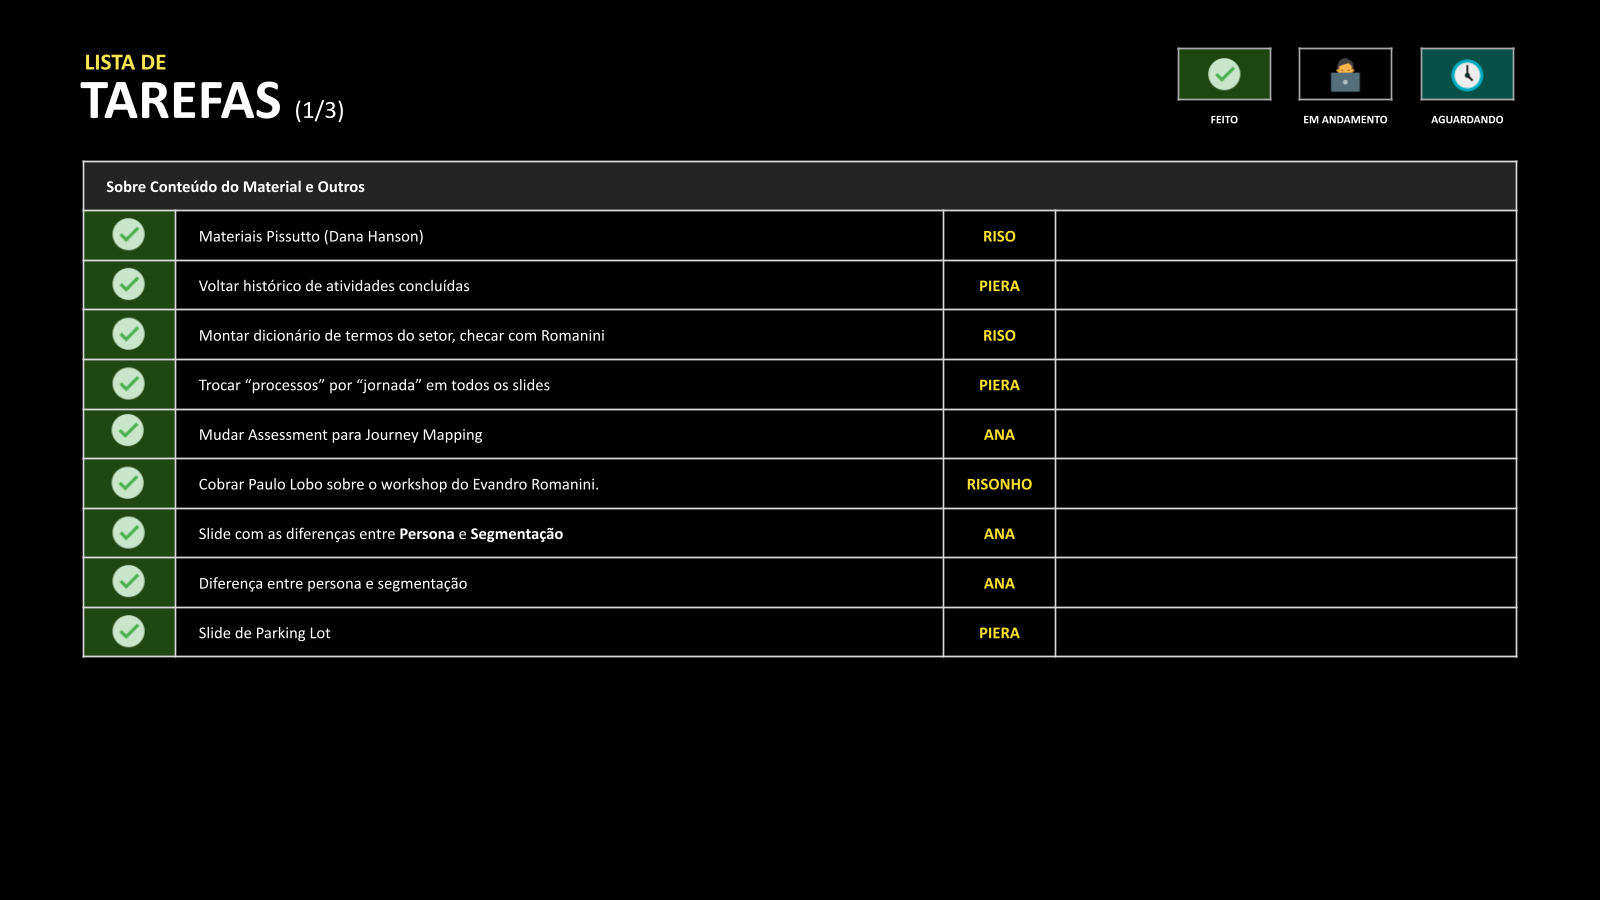 LISTA DE
TAREFAS (1/3)
FEITO
EM ANDAMENTO
AGUARDANDO
Sobre Conteúdo do Material e Outros
Materiais Pissutto (Dana Hanson)
RISO
Voltar histórico de atividades concluídas
PIERA
Montar dicionário de termos do setor, checar com Romanini
RISO
Trocar “processos” por “jornada” em todos os slides
PIERA
Mudar Assessment para Journey Mapping
ANA
Cobrar Paulo Lobo sobre o workshop do Evandro Romanini.
RISONHO
Slide com as diferenças entre Persona e Segmentação
ANA
Diferença entre persona e segmentação
ANA
Slide de Parking Lot
PIERA